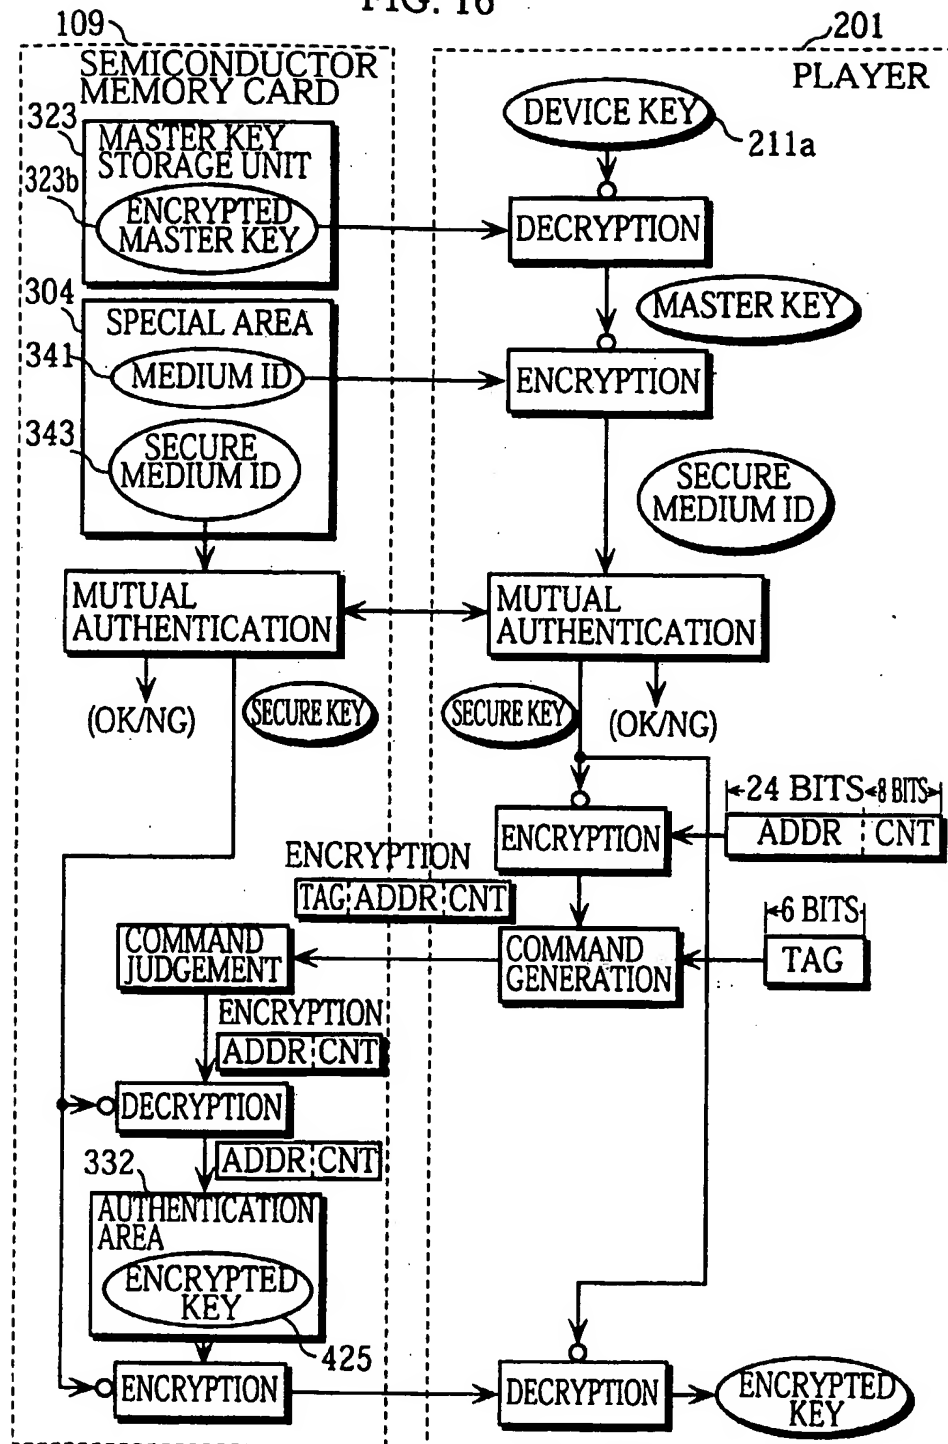 FIG. 16
109
201
SEMICONDUCTOR
MEMORY CARD
PLAYER
323
MASTER KEY
STORAGE UNIT
323b
ENCRYPTED
MASTER KEY
DEVICE KEY
211a
DECRYPTION
MASTER KEY
304
SPECIAL AREA
341
MEDIUM ID
ENCRYPTION
343
SECURE
MEDIUM ID
SECURE
MEDIUM ID
MUTUAL
AUTHENTICATION
MUTUAL
AUTHENTICATION
(OK/NG)
SECURE KEY
SECURE KEY
(OK/NG)
24 BITS
8 BITS
ENCRYPTION
ADDR
CNT
ENCRYPTION
TAG ADDR CNT
6 BITS
COMMAND
JUDGEMENT
COMMAND
GENERATION
TAG
ENCRYPTION
ADDR CNT
DECRYPTION
ADDR CNT
332
AUTHENTICATION
AREA
ENCRYPTED
KEY
425
ENCRYPTION
DECRYPTION
ENCRYPTED
KEY